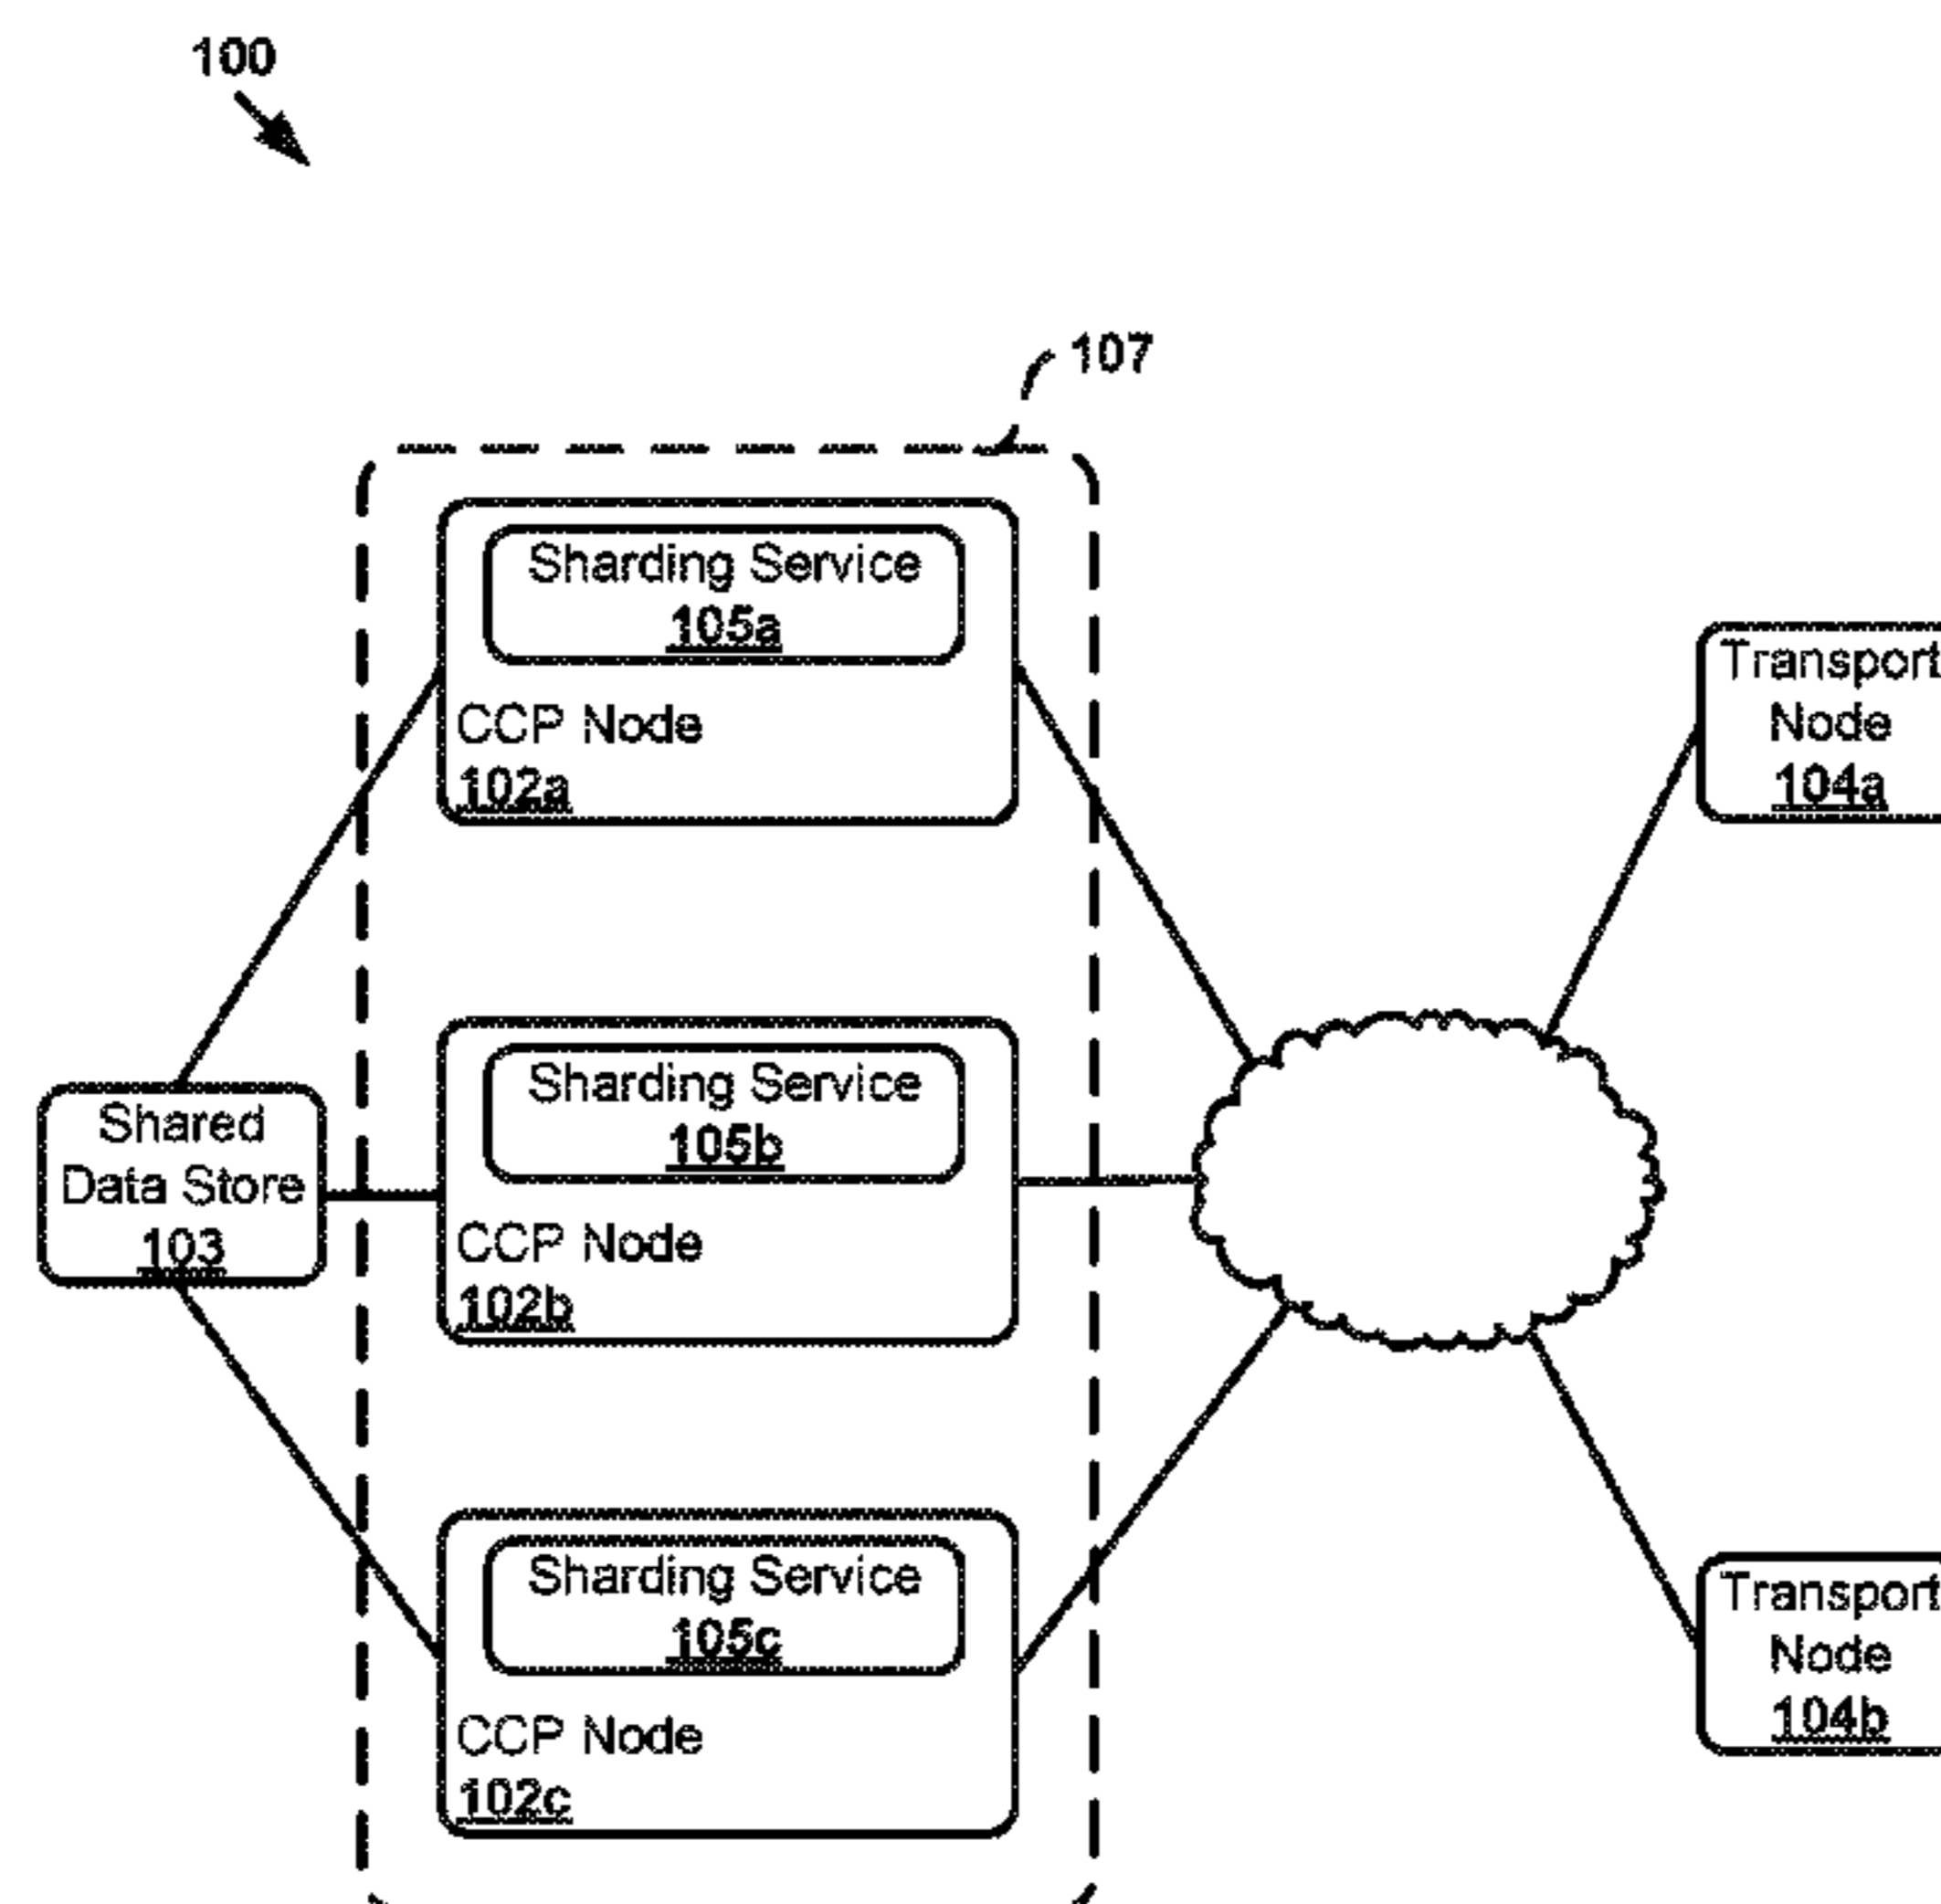 100
107
Sharding Service
105a
CCP Node
102a
Transport
Node
104a
Shared
Data Store
103
Sharding Service
105b
CCP Node
102b
Sharding Service
105c
CCP Node
102c
Transport
Node
104b